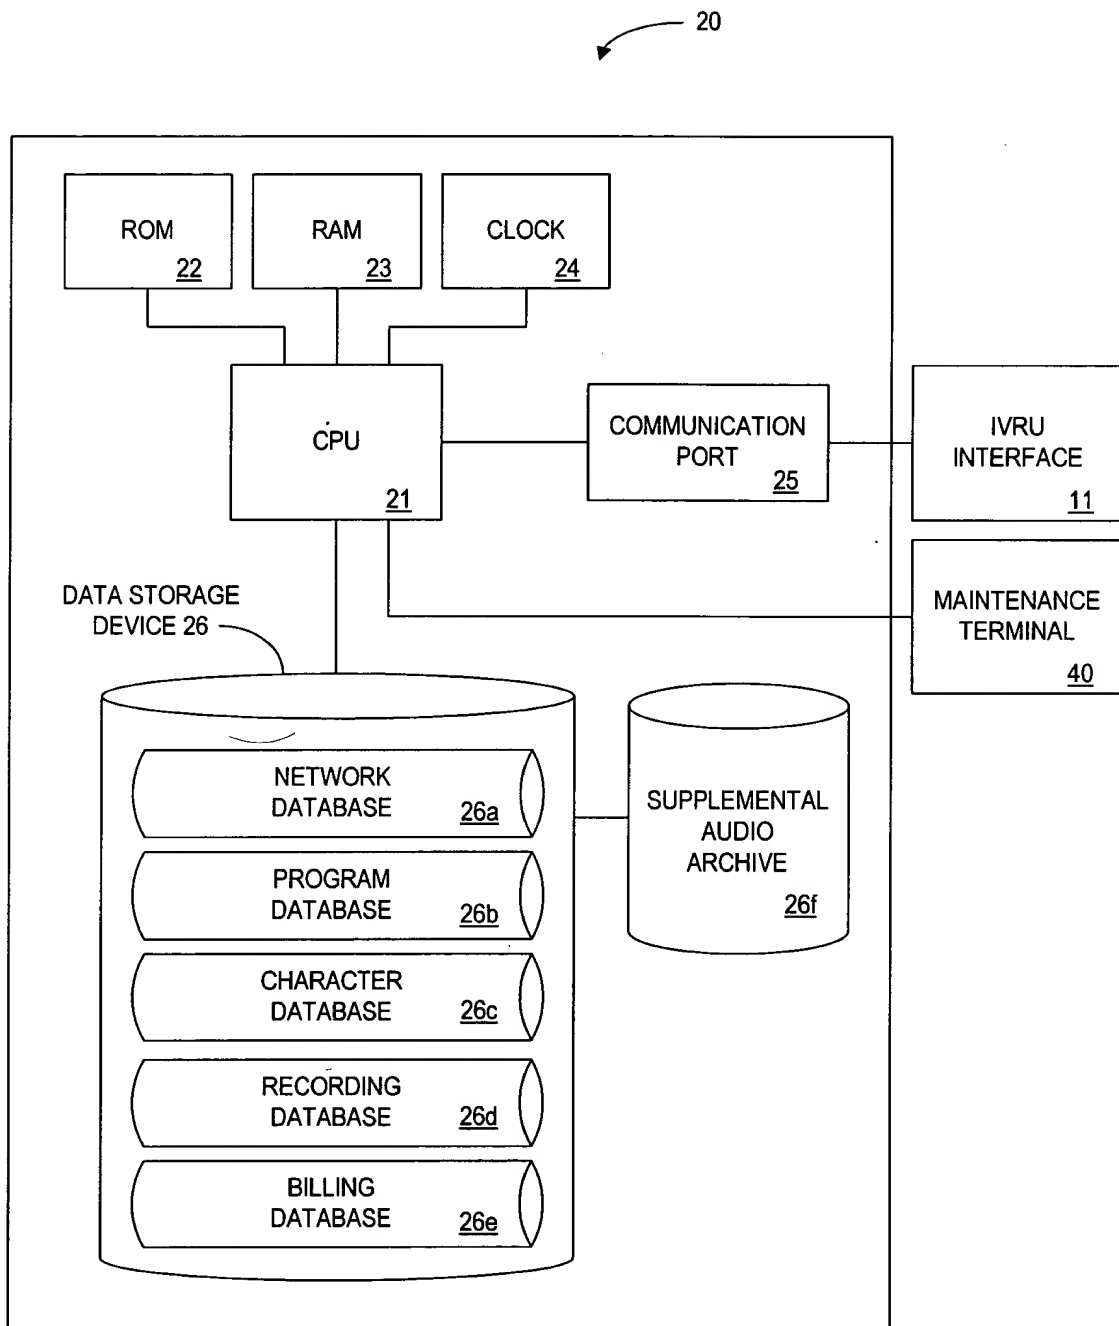 20
ROM
22
RAM
23
CLOCK
24
CPU
21
COMMUNICATION
PORT
25
IVRU
INTERFACE
11
MAINTENANCE
TERMINAL
40
DATA STORAGE
DEVICE 26
NETWORK
DATABASE
26a
PROGRAM
DATABASE
26b
CHARACTER
DATABASE
26c
RECORDING
DATABASE
26d
BILLING
DATABASE
26e
SUPPLEMENTAL
AUDIO
ARCHIVE
26f